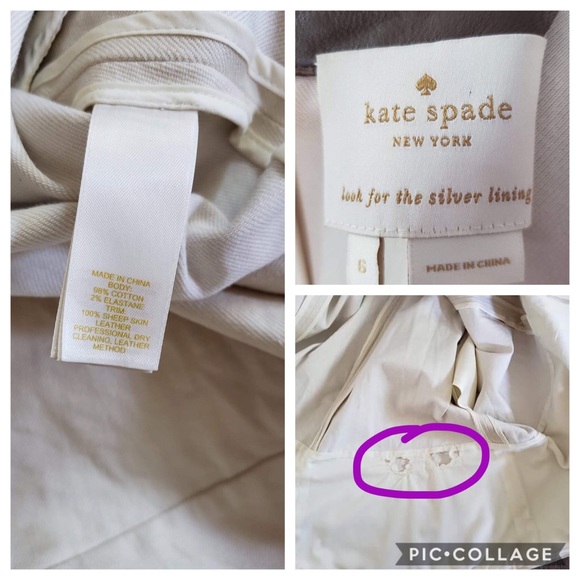 MADE IN CHINA
BODY:
98% COTTON
2% ELASTANE
TRIM:
100% SHEEP SKIN
LEATHER
PROFESSIONAL DRY
CLEANING, LEATHER
METHOD
kate spade
NEW YORK
look for the silver lining
6
MADE IN CHINA
PIC•COLLAGE